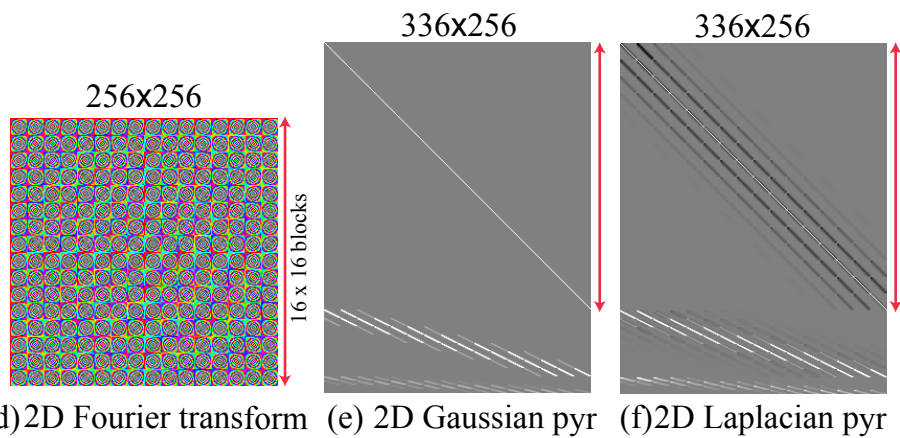 336x256
336x256
256x256
16 x 16 blocks
d)2D Fourier transform
(e) 2D Gaussian pyr
(f)2D Laplacian pyr